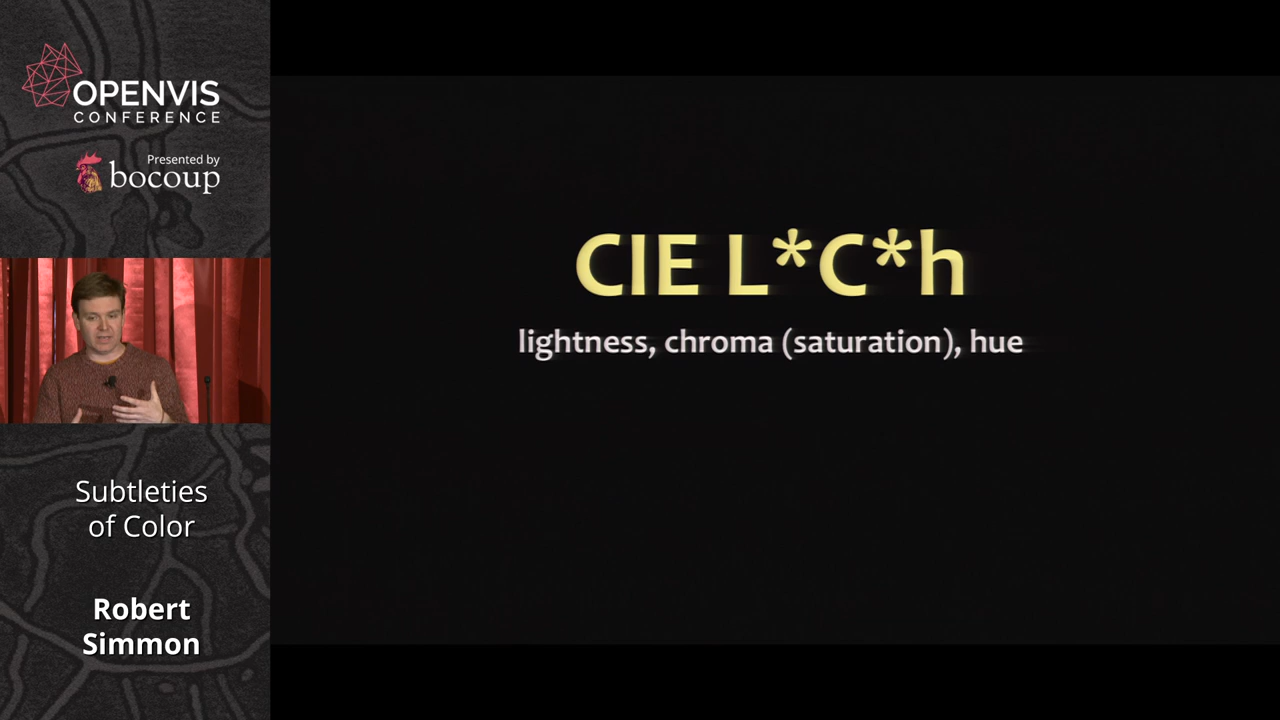 OPENVIS
CONFERENCE
Presented by
bocoup
CIE L*C*h
lightness, chroma (saturation), hue
Subtleties
of Color
Robert
Simmon